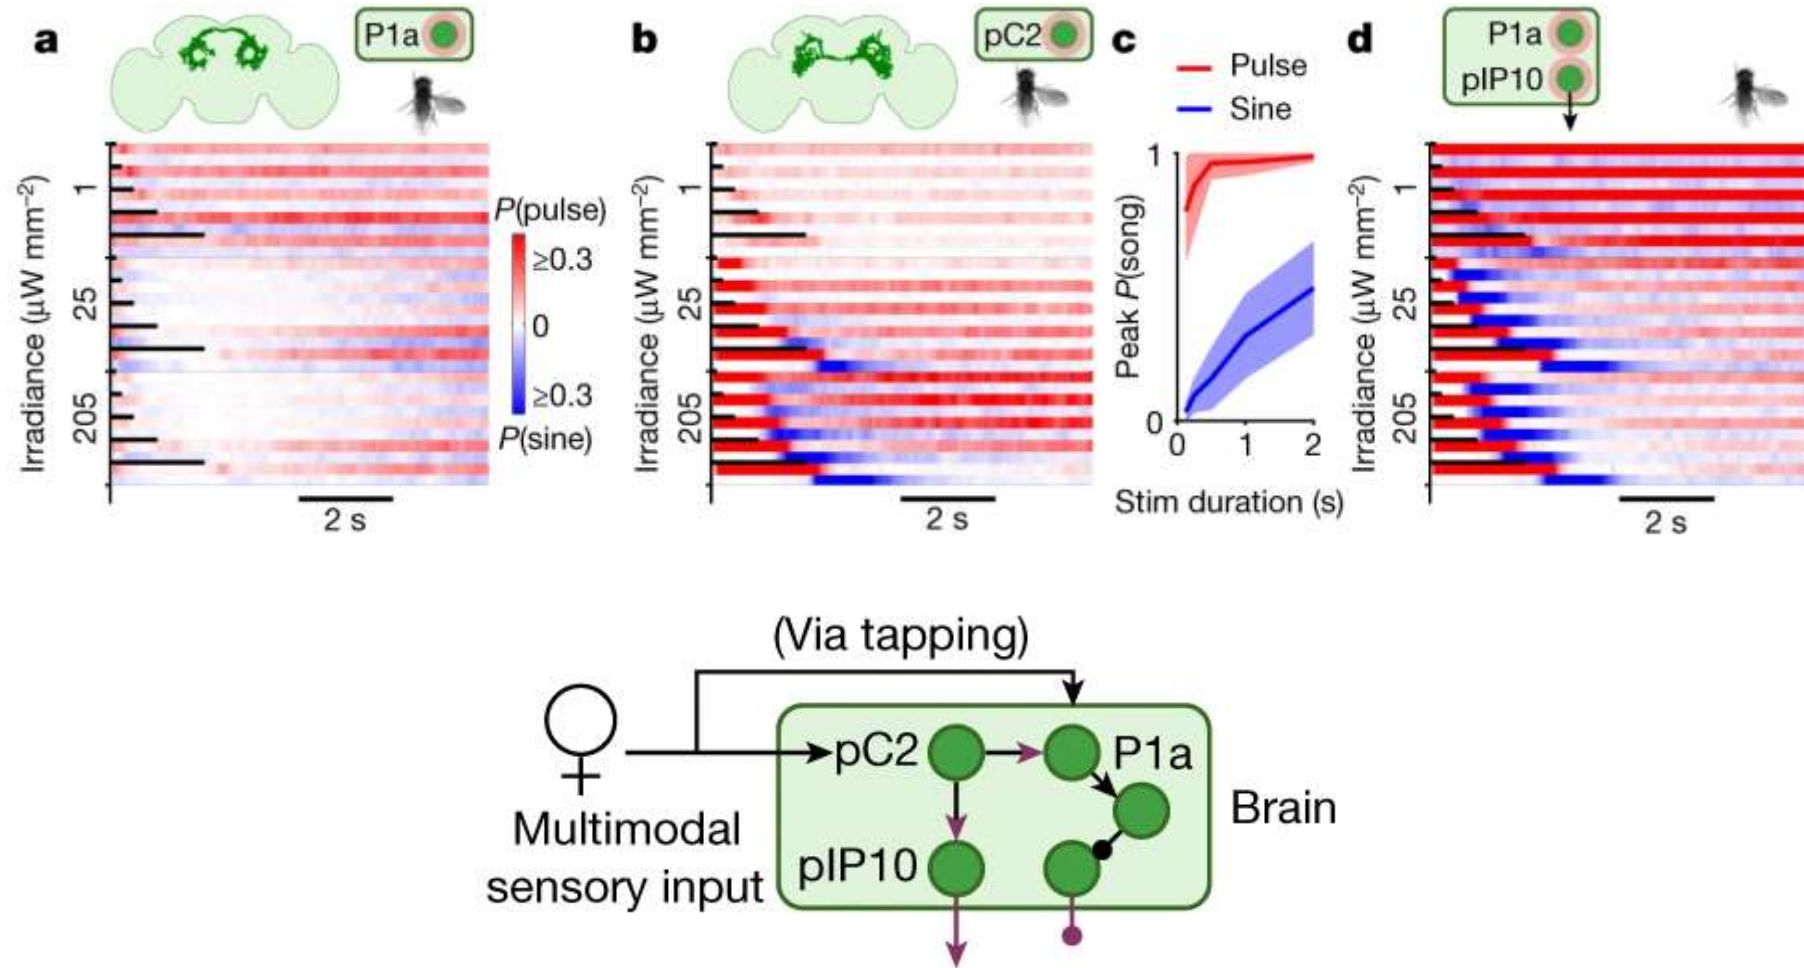 a
P1a
b
pC2
c
Pulse
Sine
d
P1a
pIP10
Irradiance (μW mm⁻²)
1
25
205
2 s
P(pulse)
≥0.3
0
≥0.3
P(sine)
Irradiance (μW mm⁻²)
1
25
205
2 s
Peak P(song)
1
0
0
1
2
Stim duration (s)
Irradiance (μW mm⁻²)
1
25
205
2 s
(Via tapping)
pC2
P1a
Brain
Multimodal
sensory input
pIP10